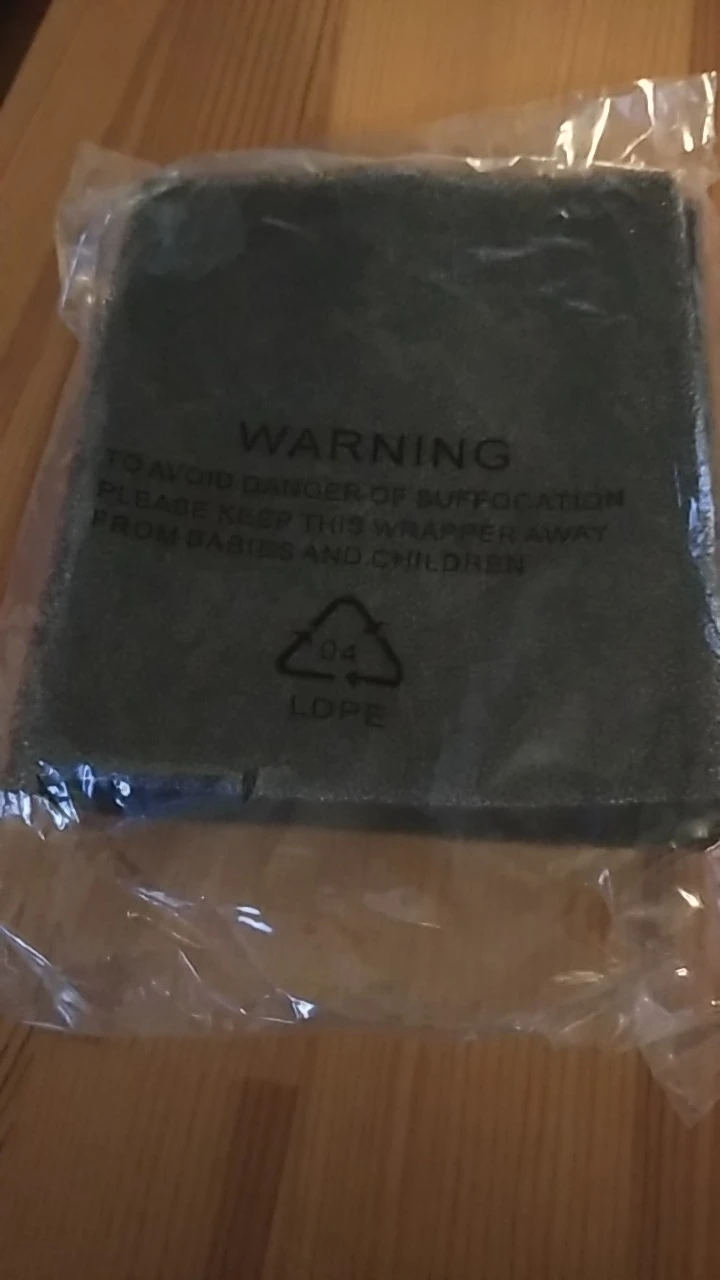 WARNING
TO AVOID DANGER OF SUFFOCATION
PLEASE KEEP THIS WRAPPER AWAY
FROM BABIES AND CHILDREN
04
LDPE